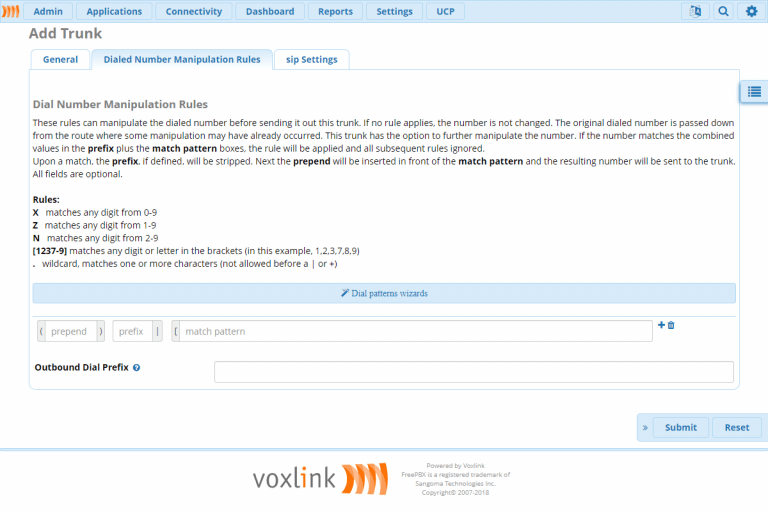 Admin Applications Connectivity Dashboard Reports Settings UCP
Add Trunk
General Dialed Number Manipulation Rules sip Settings
Dial Number Manipulation Rules
These rules can manipulate the dialed number before sending it out this trunk. If no rule applies, the number is not changed. The original dialed number is passed down
from the route where some manipulation may have already occurred. This trunk has the option to further manipulate the number. If the number matches the combined
values in the prefix plus the match pattern boxes, the rule will be applied and all subsequent rules ignored.
Upon a match, the prefix, if defined, will be stripped. Next the prepend will be inserted in front of the match pattern and the resulting number will be sent to the trunk.
All fields are optional.
Rules:
X matches any digit from 0-9
Z matches any digit from 1-9
N matches any digit from 2-9
[1237-9] matches any digit or letter in the brackets (in this example, 1,2,3,7,8,9)
. wildcard, matches one or more characters (not allowed before a | or +)
Dial patterns wizards
( prepend ) prefix | [ match pattern
Outbound Dial Prefix ?
» Submit Reset
voxlink
Powered by Voxlink
FreePBX is a registered trademark of
Sangoma Technologies Inc.
Copyright© 2007-2018